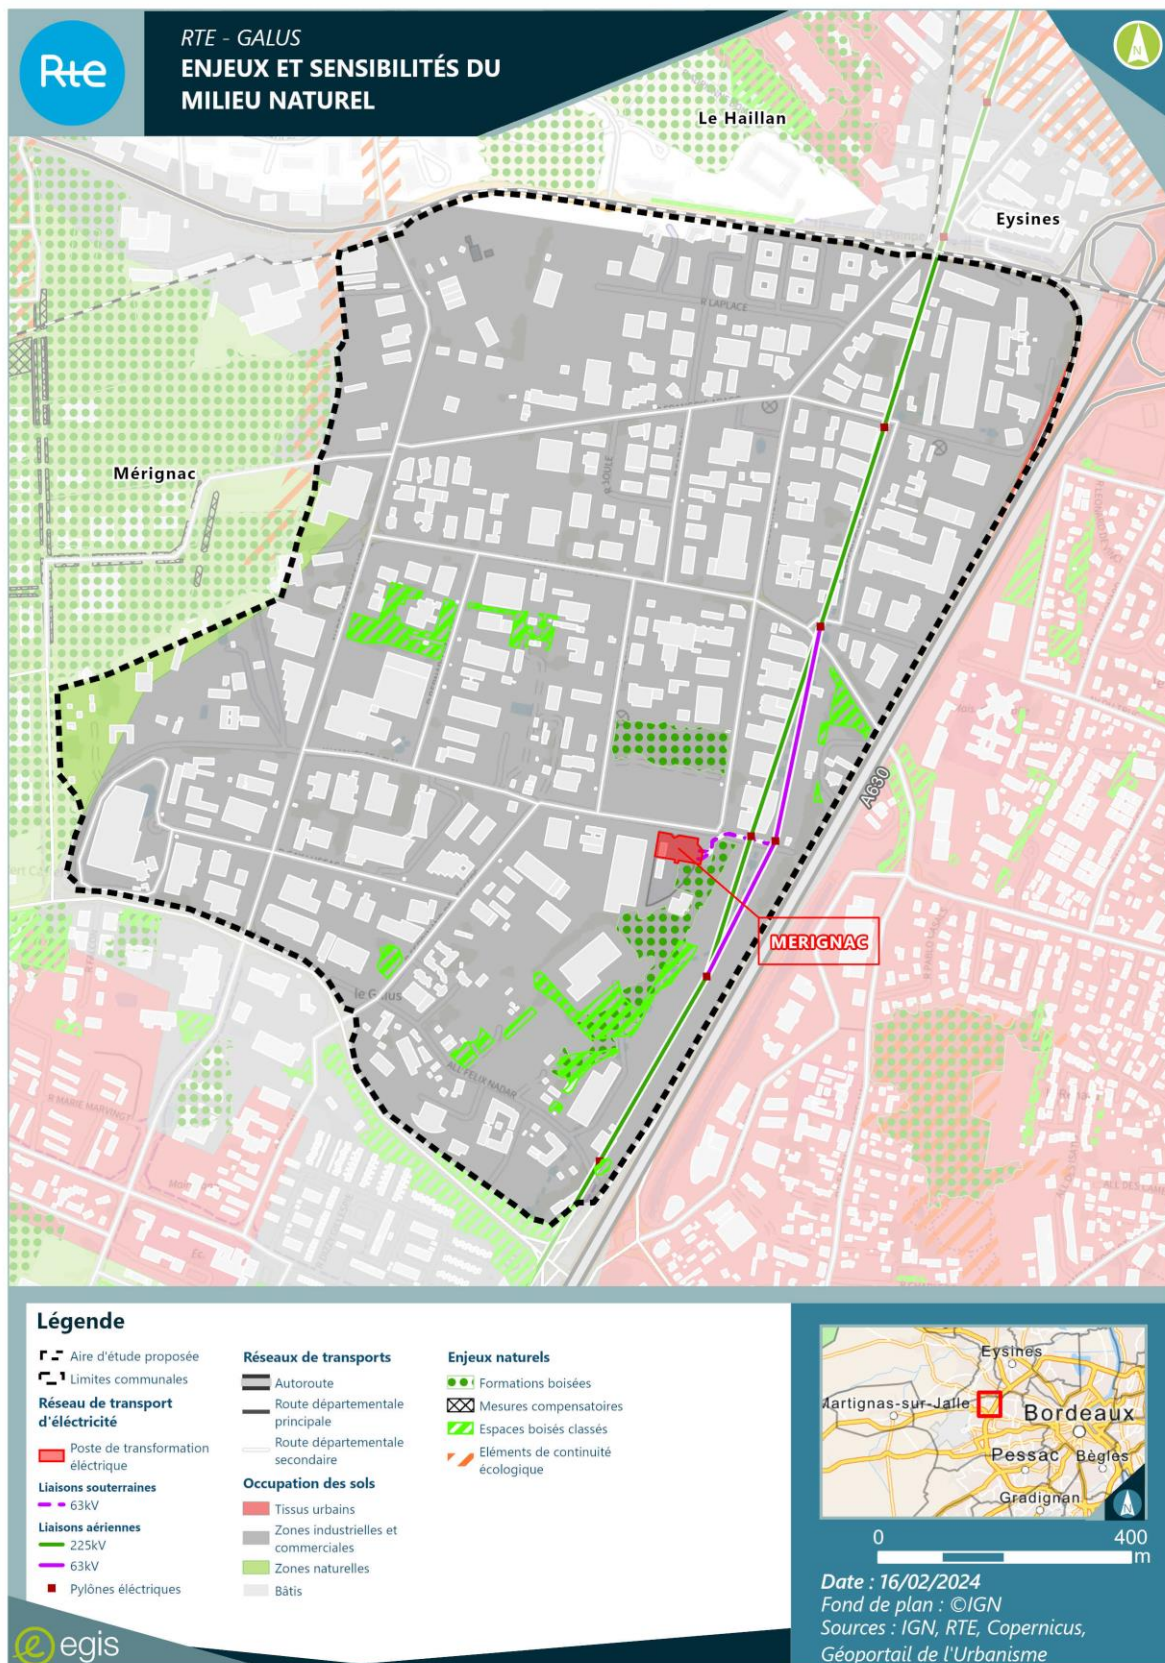 Rte
RTE - GALUS
ENJEUX ET SENSIBILITÉS DU
MILIEU NATUREL
N
Le Haillan
Eysines
R LAPLACE
R JOULE
Mérignac
A630
MERIGNAC
le Galus
ALL FELIX NADAR
R MARIE MARVINGT
Légende
Aire d'étude proposée
Limites communales
Réseau de transport
d'éléctricité
Poste de transformation
éléctrique
Liaisons souterraines
63kV
Liaisons aériennes
225kV
63kV
Pylônes éléctriques
Réseaux de transports
Autoroute
Route départementale
principale
Route départementale
secondaire
Occupation des sols
Tissus urbains
Zones industrielles et
commerciales
Zones naturelles
Bâtis
Enjeux naturels
Formations boisées
Mesures compensatoires
Espaces boisés classés
Eléments de continuité
écologique
Eysines
Martignas-sur-Jalle
Bordeaux
Pessac
Bègles
Gradignan
N
0 400
m
Date : 16/02/2024
Fond de plan : ©IGN
Sources : IGN, RTE, Copernicus,
Géoportail de l'Urbanisme
egis